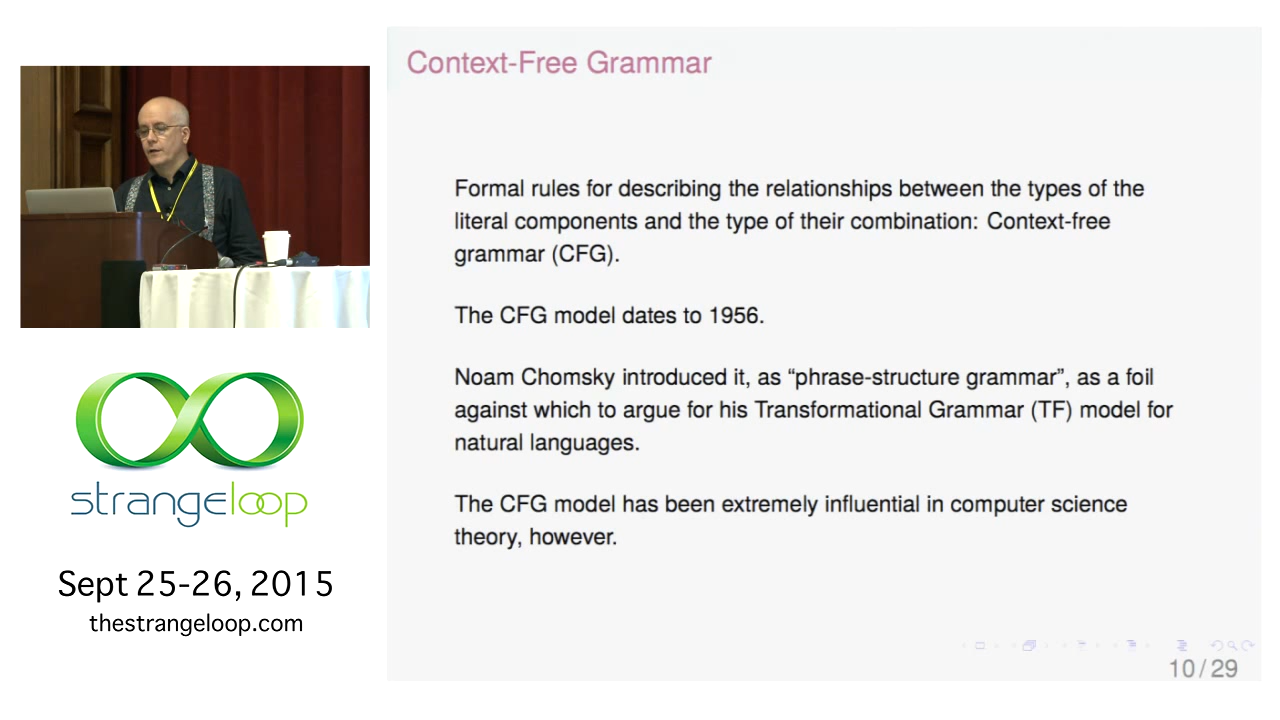 Context-Free Grammar
Formal rules for describing the relationships between the types of the
literal components and the type of their combination: Context-free
grammar (CFG).
The CFG model dates to 1956.
Noam Chomsky introduced it, as “phrase-structure grammar”, as a foil
against which to argue for his Transformational Grammar (TF) model for
natural languages.
The CFG model has been extremely influential in computer science
theory, however.
10 / 29
strangeloop
Sept 25-26, 2015
thestrangeloop.com